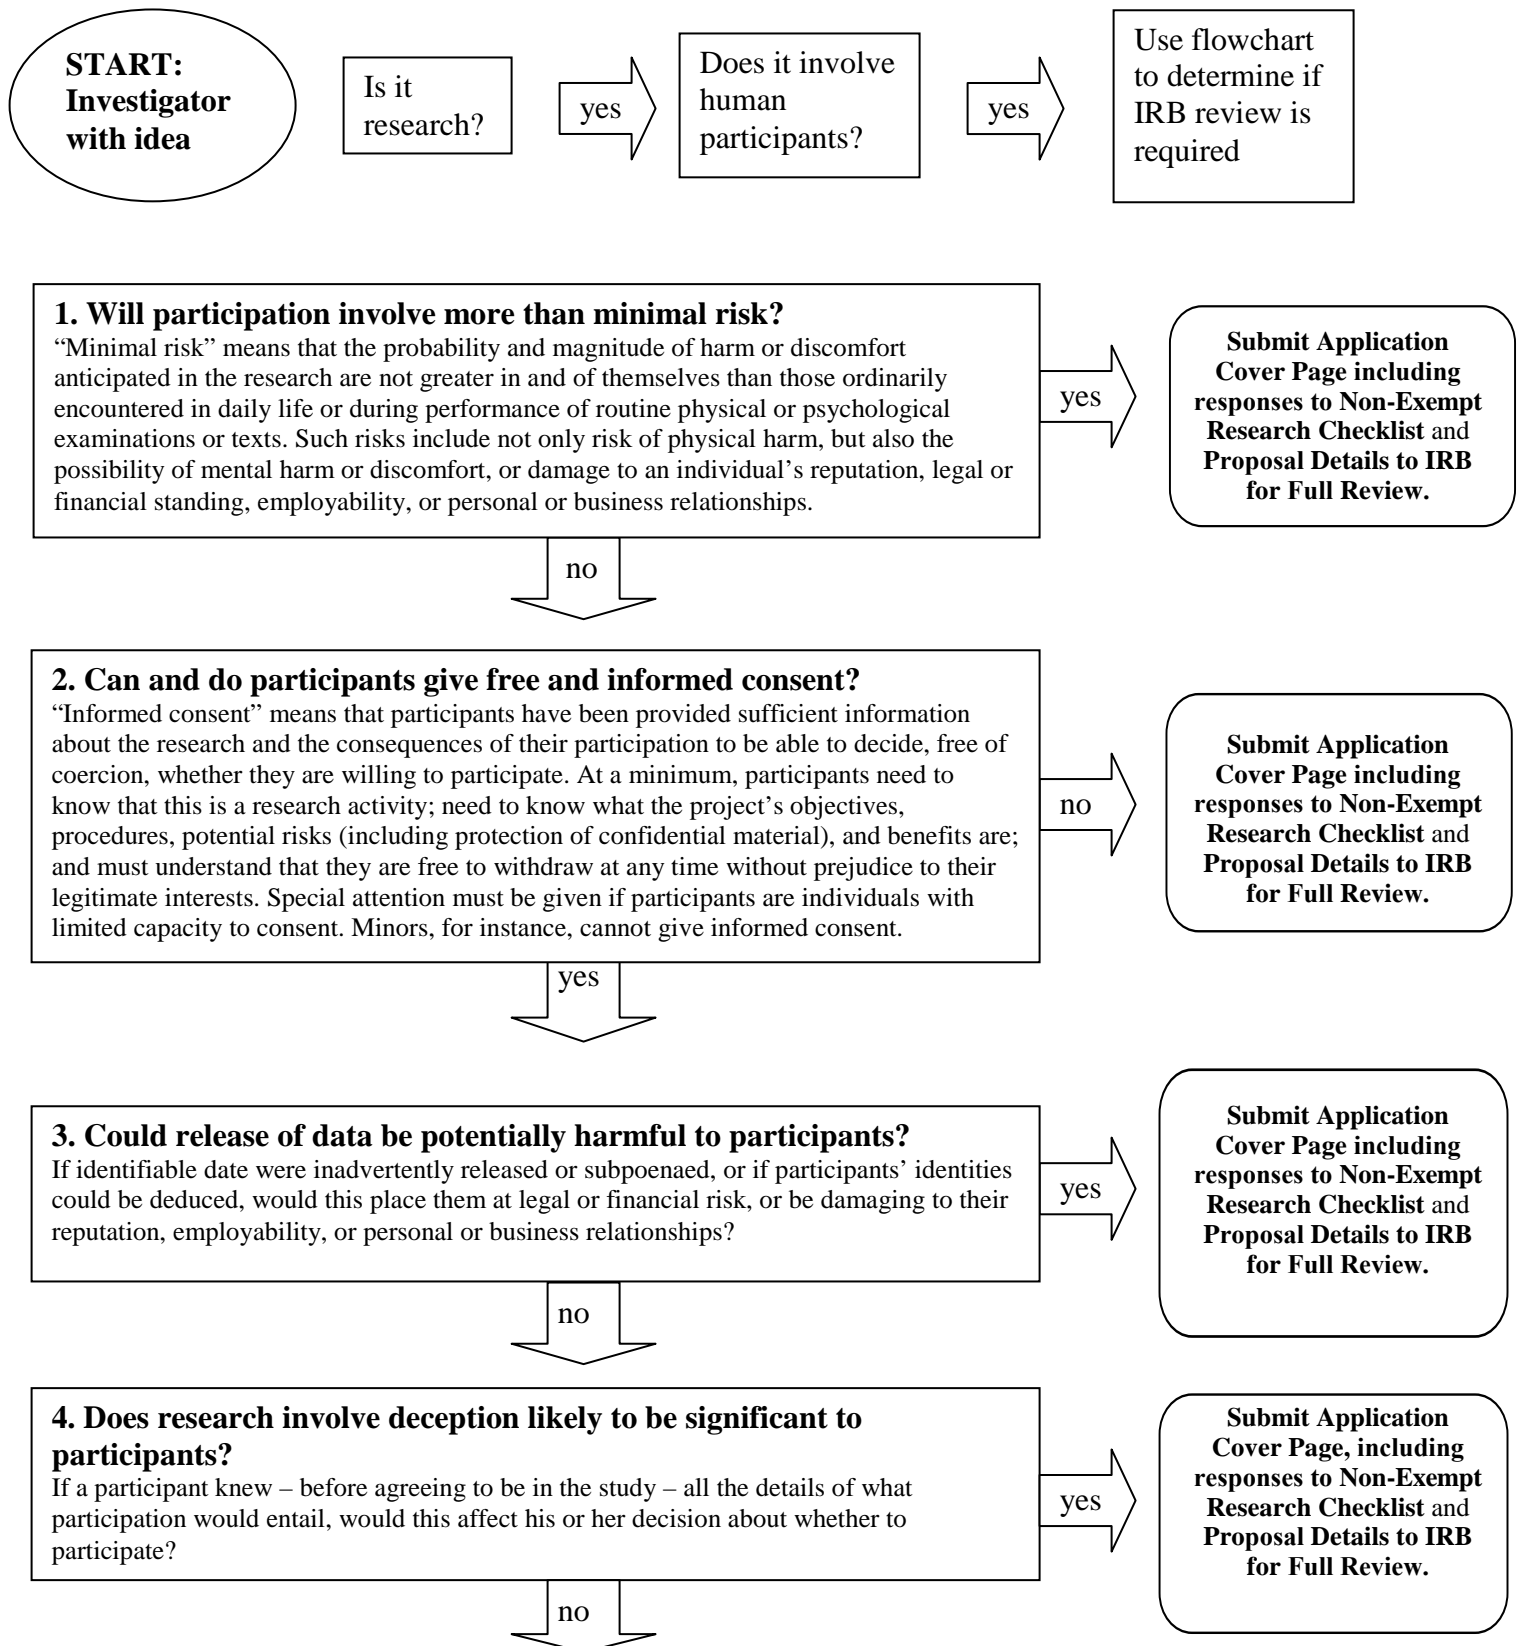 START:
Investigator
with idea
Is it
research?
yes
Does it involve
human
participants?
yes
Use flowchart
to determine if
IRB review is
required
1. Will participation involve more than minimal risk?
“Minimal risk” means that the probability and magnitude of harm or discomfort
anticipated in the research are not greater in and of themselves than those ordinarily
encountered in daily life or during performance of routine physical or psychological
examinations or texts. Such risks include not only risk of physical harm, but also the
possibility of mental harm or discomfort, or damage to an individual’s reputation, legal or
financial standing, employability, or personal or business relationships.
yes
Submit Application
Cover Page including
responses to Non-Exempt
Research Checklist and
Proposal Details to IRB
for Full Review.
no
2. Can and do participants give free and informed consent?
“Informed consent” means that participants have been provided sufficient information
about the research and the consequences of their participation to be able to decide, free of
coercion, whether they are willing to participate. At a minimum, participants need to
know that this is a research activity; need to know what the project’s objectives,
procedures, potential risks (including protection of confidential material), and benefits are;
and must understand that they are free to withdraw at any time without prejudice to their
legitimate interests. Special attention must be given if participants are individuals with
limited capacity to consent. Minors, for instance, cannot give informed consent.
no
Submit Application
Cover Page including
responses to Non-Exempt
Research Checklist and
Proposal Details to IRB
for Full Review.
yes
3. Could release of data be potentially harmful to participants?
If identifiable date were inadvertently released or subpoenaed, or if participants’ identities
could be deduced, would this place them at legal or financial risk, or be damaging to their
reputation, employability, or personal or business relationships?
yes
Submit Application
Cover Page including
responses to Non-Exempt
Research Checklist and
Proposal Details to IRB
for Full Review.
no
4. Does research involve deception likely to be significant to
participants?
If a participant knew – before agreeing to be in the study – all the details of what
participation would entail, would this affect his or her decision about whether to
participate?
yes
Submit Application
Cover Page, including
responses to Non-Exempt
Research Checklist and
Proposal Details to IRB
for Full Review.
no